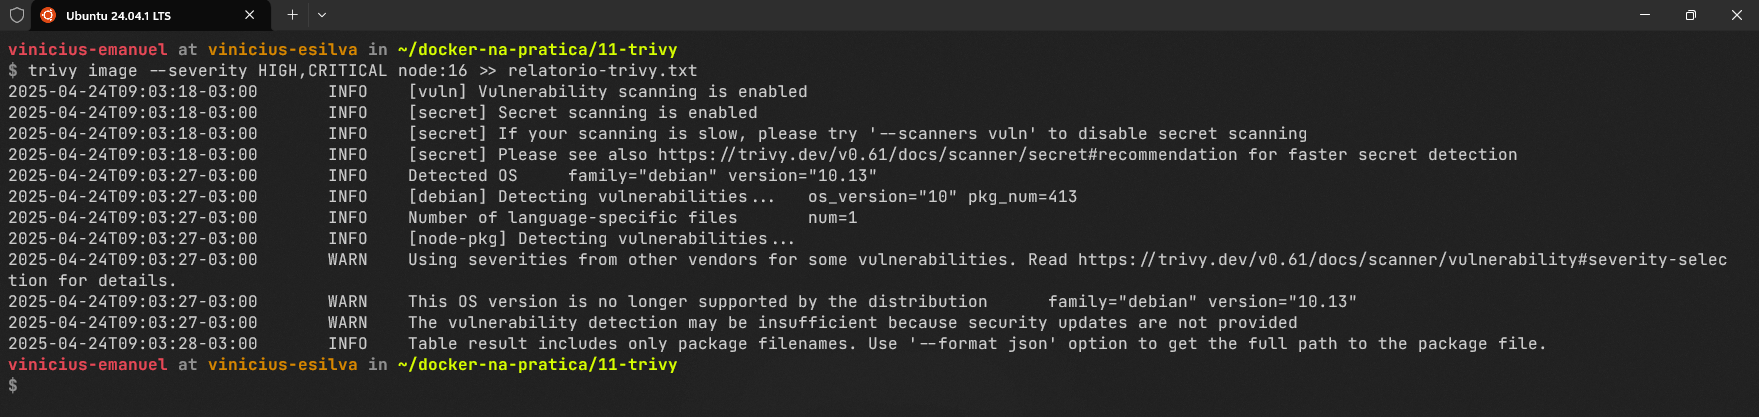 Ubuntu 24.04.1 LTS
vinicius-emanuel at vinicius-esilva in ~/docker-na-pratica/11-trivy
$ trivy image --severity HIGH,CRITICAL node:16 >> relatorio-trivy.txt
2025-04-24T09:03:18-03:00 INFO [vuln] Vulnerability scanning is enabled
2025-04-24T09:03:18-03:00 INFO [secret] Secret scanning is enabled
2025-04-24T09:03:18-03:00 INFO [secret] If your scanning is slow, please try '--scanners vuln' to disable secret scanning
2025-04-24T09:03:18-03:00 INFO [secret] Please see also https://trivy.dev/v0.61/docs/scanner/secret#recommendation for faster secret detection
2025-04-24T09:03:27-03:00 INFO Detected OS family="debian" version="10.13"
2025-04-24T09:03:27-03:00 INFO [debian] Detecting vulnerabilities... os_version="10" pkg_num=413
2025-04-24T09:03:27-03:00 INFO Number of language-specific files num=1
2025-04-24T09:03:27-03:00 INFO [node-pkg] Detecting vulnerabilities...
2025-04-24T09:03:27-03:00 WARN Using severities from other vendors for some vulnerabilities. Read https://trivy.dev/v0.61/docs/scanner/vulnerability#severity-selec
tion for details.
2025-04-24T09:03:27-03:00 WARN This OS version is no longer supported by the distribution family="debian" version="10.13"
2025-04-24T09:03:27-03:00 WARN The vulnerability detection may be insufficient because security updates are not provided
2025-04-24T09:03:28-03:00 INFO Table result includes only package filenames. Use '--format json' option to get the full path to the package file.
vinicius-emanuel at vinicius-esilva in ~/docker-na-pratica/11-trivy
$